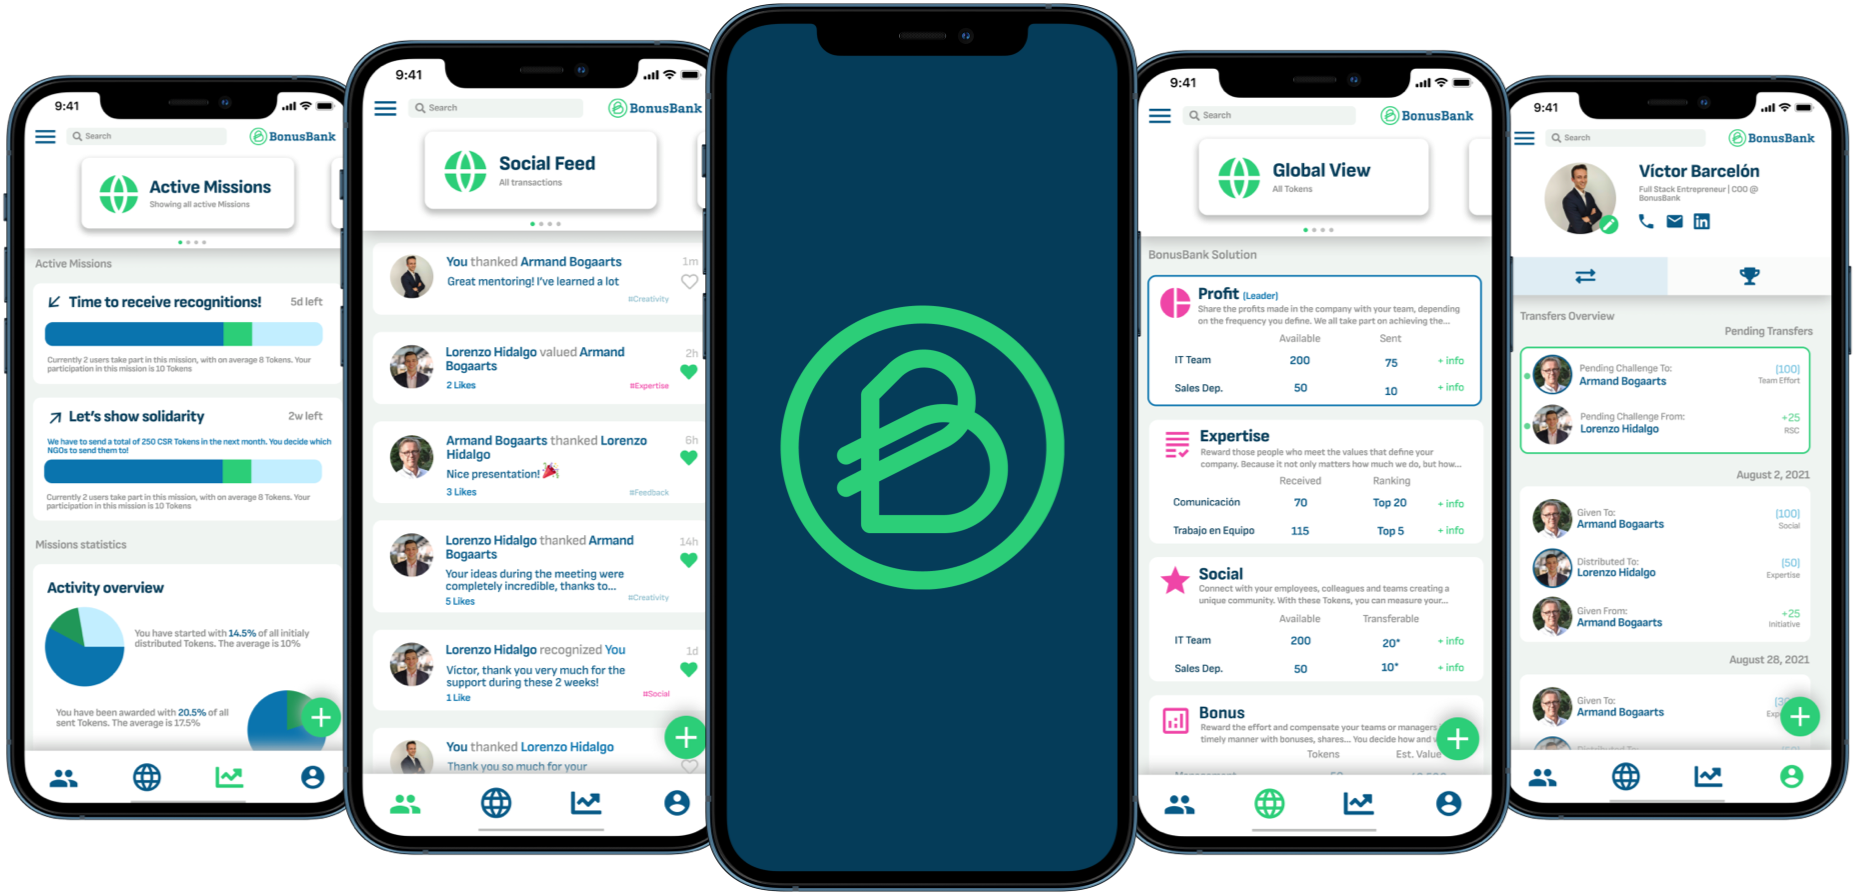 9:41
Search
BonusBank
Active Missions
Showing all active Missions
Active Missions
Time to receive recognitions!
5d left
Currently 2 users take part in this mission, with on average 8 Tokens. Your
participation in this mission is 10 Tokens
Let's show solidarity
2w left
We have to send a total of 250 CSR Tokens in the next month. You decide which
NGOs to send them to!
Currently 2 users take part in this mission, with on average 8 Tokens. Your
participation in this mission is 10 Tokens
Missions statistics
Activity overview
You have started with 14.5% of all initialy
distributed Tokens. The average is 10%
You have been awarded with 20.5% of all
sent Tokens. The average is 17.5%
9:41
Search
BonusBank
Social Feed
All transactions
You thanked Armand Bogaarts
1m
Great mentoring! I've learned a lot
#Creativity
Lorenzo Hidalgo valued Armand
Bogaarts
2h
2 Likes
#Expertise
Armand Bogaarts thanked Lorenzo
Hidalgo
6h
Nice presentation! 🎉
3 Likes
#Feedback
Lorenzo Hidalgo thanked Armand
Bogaarts
14h
Your ideas during the meeting were
completely incredible, thanks to...
5 Likes
#Creativity
Lorenzo Hidalgo recognized You
1d
Victor, thank you very much for the
support during these 2 weeks!
1 Like
#Social
You thanked Lorenzo Hidalgo
Thank you so much for your
9:41
Search
BonusBank
Global View
All Tokens
BonusBank Solution
Profit (Leader)
Share the profits made in the company with your team, depending
on the frequency you define. We all take part on achieving the...
Available Sent
IT Team 200 75 + info
Sales Dep. 50 10 + info
Expertise
Reward those people who meet the values that define your
company. Because it not only matters how much we do, but how...
Received Ranking
Comunicación 70 Top 20 + info
Trabajo en Equipo 115 Top 5 + info
Social
Connect with your employees, colleagues and teams creating a
unique community. With these Tokens, you can measure your...
Available Transferable
IT Team 200 20* + info
Sales Dep. 50 10* + info
Bonus
Reward the effort and compensate your teams or managers
timely manner with bonuses, shares... You decide how and
Tokens Est. Value
9:41
Search
BonusBank
Víctor Barcelón
Full Stack Entrepreneur | COO @
BonusBank
Transfers Overview
Pending Transfers
Pending Challenge To:
Armand Bogaarts
(100)
Team Effort
Pending Challenge From:
Lorenzo Hidalgo
+25
RSC
August 2, 2021
Given To:
Armand Bogaarts
(100)
Social
Distributed To:
Lorenzo Hidalgo
(50)
Expertise
Given From:
Armand Bogaarts
+25
Initiative
August 28, 2021
Given To:
Armand Bogaarts